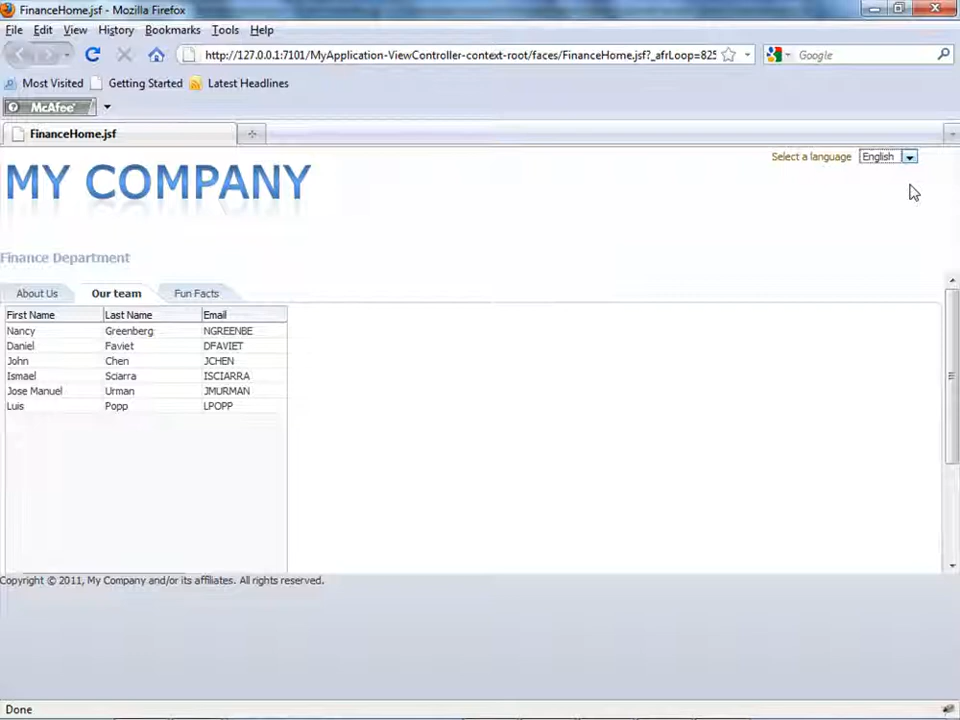 FinanceHome.jsf - Mozilla Firefox
File Edit View History Bookmarks Tools Help
http://127.0.0.1:7101/MyApplication-ViewController-context-root/faces/FinanceHome.jsf?_afrLoop=825 Google
Most Visited Getting Started Latest Headlines
McAfee
FinanceHome.jsf
Select a language English
MY COMPANY
Finance Department
About Us Our team Fun Facts
First Name Last Name Email
Nancy Greenberg NGREENBE
Daniel Faviet DFAVIET
John Chen JCHEN
Ismael Sciarra ISCIARRA
Jose Manuel Urman JMURMAN
Luis Popp LPOPP
Copyright © 2011, My Company and/or its affiliates. All rights reserved.
Done